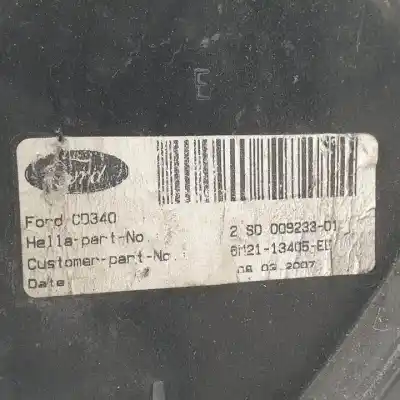 Ford
Ford CD340
Hella-part-No. 2 SD 009233-01
Customer-part-No. 6M21-13405-E
Date 06.03.2007